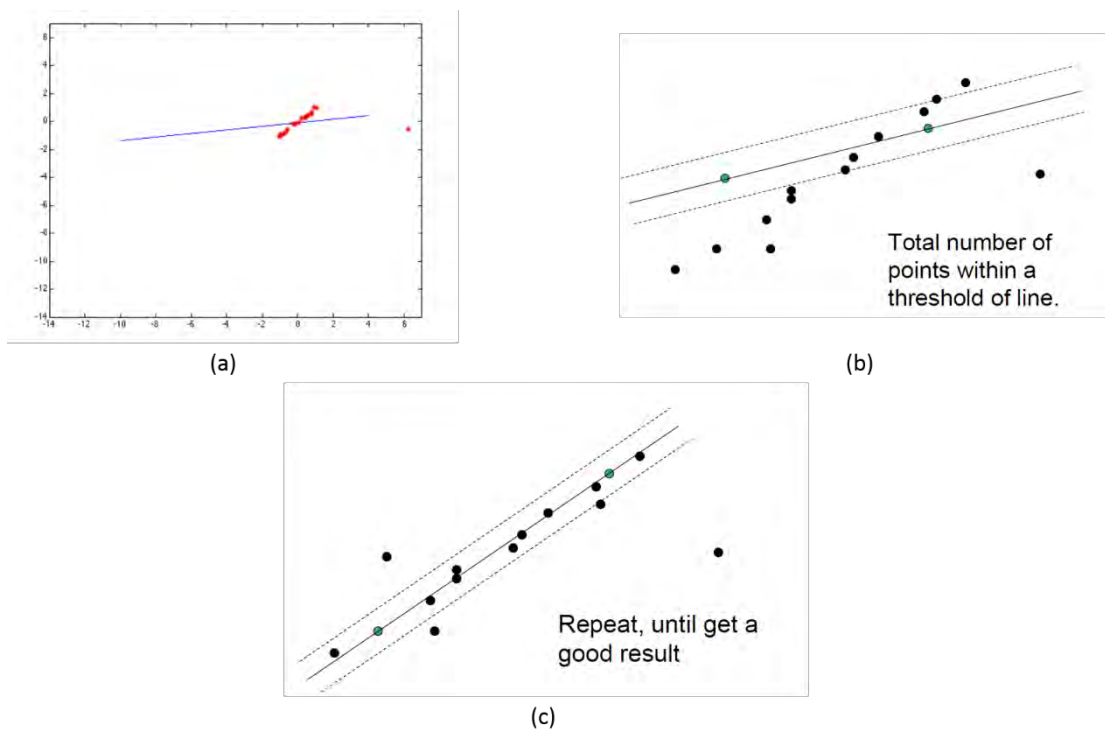 6
4
2
0
-2
-4
-6
-8
-10
-12
-14
-14 -12 -10 -8 -6 -4 -2 0 2 4 6
(a)
Total number of
points within a
threshold of line.
(b)
Repeat, until get a
good result
(c)